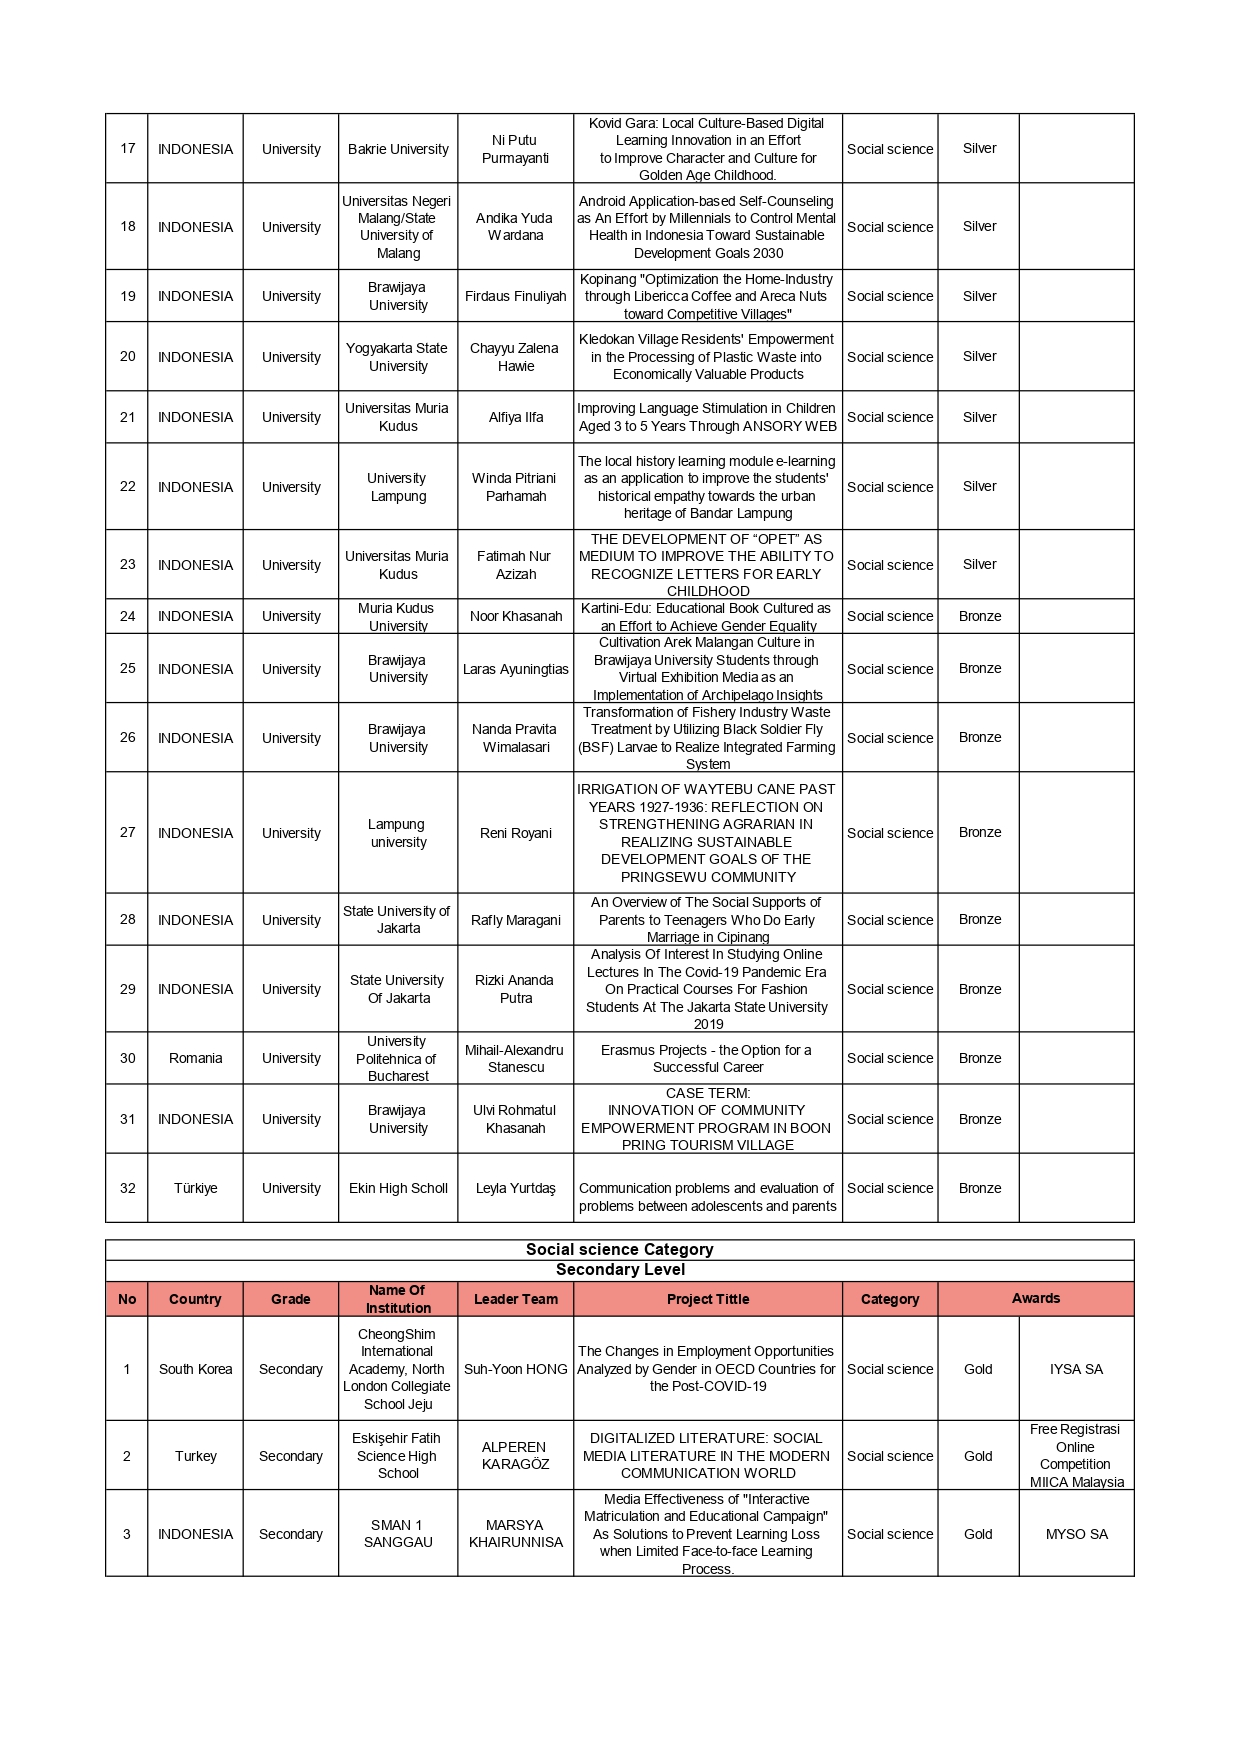 17 INDONESIA University Bakrie University Ni Putu Purmayanti Kovid Gara: Local Culture-Based Digital Learning Innovation in an Effort to Improve Character and Culture for Golden Age Childhood. Social science Silver
18 INDONESIA University Universitas Negeri Malang/State University of Malang Andika Yuda Wardana Android Application-based Self-Counseling as An Effort by Millennials to Control Mental Health in Indonesia Toward Sustainable Development Goals 2030 Social science Silver
19 INDONESIA University Brawijaya University Firdaus Finuliyah Kopinang "Optimization the Home-Industry through Libericca Coffee and Areca Nuts toward Competitive Villages" Social science Silver
20 INDONESIA University Yogyakarta State University Chayyu Zalena Hawie Kledokan Village Residents' Empowerment in the Processing of Plastic Waste into Economically Valuable Products Social science Silver
21 INDONESIA University Universitas Muria Kudus Alfiya Ilfa Improving Language Stimulation in Children Aged 3 to 5 Years Through ANSORY WEB Social science Silver
22 INDONESIA University University Lampung Winda Pitriani Parhamah The local history learning module e-learning as an application to improve the students' historical empathy towards the urban heritage of Bandar Lampung Social science Silver
23 INDONESIA University Universitas Muria Kudus Fatimah Nur Azizah THE DEVELOPMENT OF “OPET” AS MEDIUM TO IMPROVE THE ABILITY TO RECOGNIZE LETTERS FOR EARLY CHILDHOOD Social science Silver
24 INDONESIA University Muria Kudus University Noor Khasanah Kartini-Edu: Educational Book Cultured as an Effort to Achieve Gender Equality Social science Bronze
25 INDONESIA University Brawijaya University Laras Ayuningtias Cultivation Arek Malangan Culture in Brawijaya University Students through Virtual Exhibition Media as an Implementation of Archipelago Insights Social science Bronze
26 INDONESIA University Brawijaya University Nanda Pravita Wimalasari Transformation of Fishery Industry Waste Treatment by Utilizing Black Soldier Fly (BSF) Larvae to Realize Integrated Farming System Social science Bronze
27 INDONESIA University Lampung university Reni Royani IRRIGATION OF WAYTEBU CANE PAST YEARS 1927-1936: REFLECTION ON STRENGTHENING AGRARIAN IN REALIZING SUSTAINABLE DEVELOPMENT GOALS OF THE PRINGSEWU COMMUNITY Social science Bronze
28 INDONESIA University State University of Jakarta Rafly Maragani An Overview of The Social Supports of Parents to Teenagers Who Do Early Marriage in Cipinang Social science Bronze
29 INDONESIA University State University Of Jakarta Rizki Ananda Putra Analysis Of Interest In Studying Online Lectures In The Covid-19 Pandemic Era On Practical Courses For Fashion Students At The Jakarta State University 2019 Social science Bronze
30 Romania University University Politehnica of Bucharest Mihail-Alexandru Stanescu Erasmus Projects - the Option for a Successful Career Social science Bronze
31 INDONESIA University Brawijaya University Ulvi Rohmatul Khasanah CASE TERM: INNOVATION OF COMMUNITY EMPOWERMENT PROGRAM IN BOON PRING TOURISM VILLAGE Social science Bronze
32 Türkiye University Ekin High Scholl Leyla Yurtdaş Communication problems and evaluation of problems between adolescents and parents Social science Bronze
Social science Category
Secondary Level
No Country Grade Name Of Institution Leader Team Project Tittle Category Awards
1 South Korea Secondary CheongShim International Academy, North London Collegiate School Jeju Suh-Yoon HONG The Changes in Employment Opportunities Analyzed by Gender in OECD Countries for the Post-COVID-19 Social science Gold IYSA SA
2 Turkey Secondary Eskişehir Fatih Science High School ALPEREN KARAGÖZ DIGITALIZED LITERATURE: SOCIAL MEDIA LITERATURE IN THE MODERN COMMUNICATION WORLD Social science Gold Free Registrasi Online Competition MIICA Malaysia
3 INDONESIA Secondary SMAN 1 SANGGAU MARSYA KHAIRUNNISA Media Effectiveness of "Interactive Matriculation and Educational Campaign" As Solutions to Prevent Learning Loss when Limited Face-to-face Learning Process. Social science Gold MYSO SA